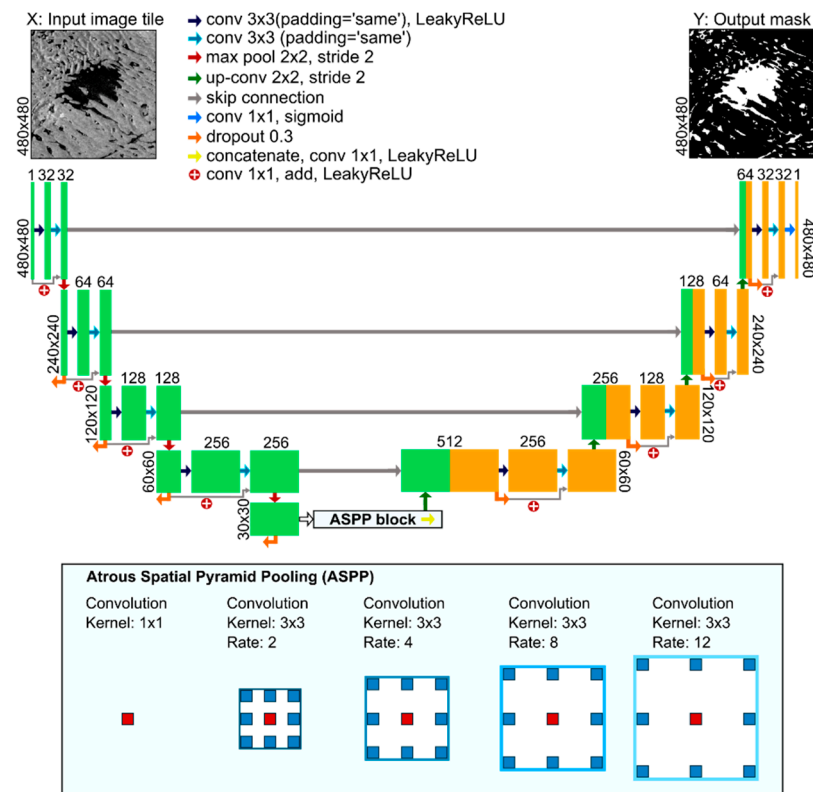 X: Input image tile
480x480
conv 3x3(padding='same'), LeakyReLU
conv 3x3 (padding='same')
max pool 2x2, stride 2
up-conv 2x2, stride 2
skip connection
conv 1x1, sigmoid
dropout 0.3
concatenate, conv 1x1, LeakyReLU
conv 1x1, add, LeakyReLU
Y: Output mask
480x480
1 32 32
480x480
64 32 32 1
480x480
64 64
240x240
128 64
240x240
128 128
120x120
256 128
120x120
256 256
60x60
512 256
60x60
30x30
ASPP block
Atrous Spatial Pyramid Pooling (ASPP)
Convolution
Kernel: 1x1
Convolution
Kernel: 3x3
Rate: 2
Convolution
Kernel: 3x3
Rate: 4
Convolution
Kernel: 3x3
Rate: 8
Convolution
Kernel: 3x3
Rate: 12